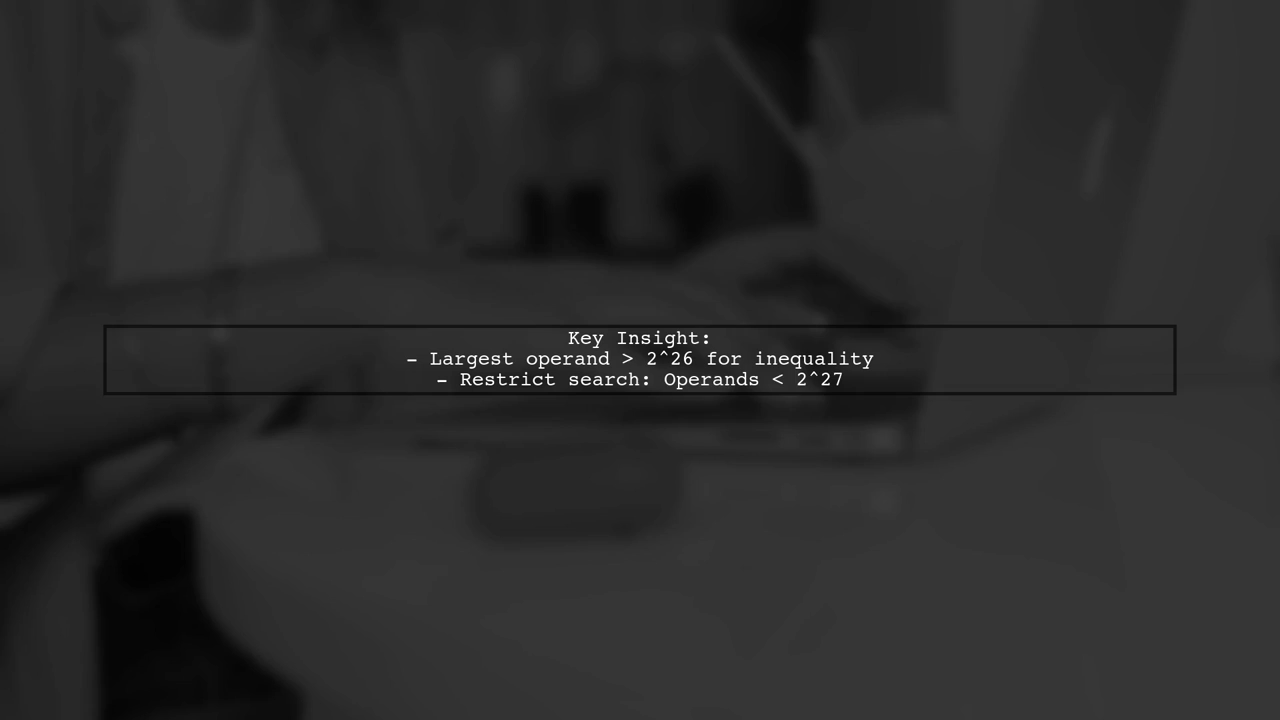 Key Insight:
– Largest operand > 2^26 for inequality
– Restrict search: Operands < 2^27